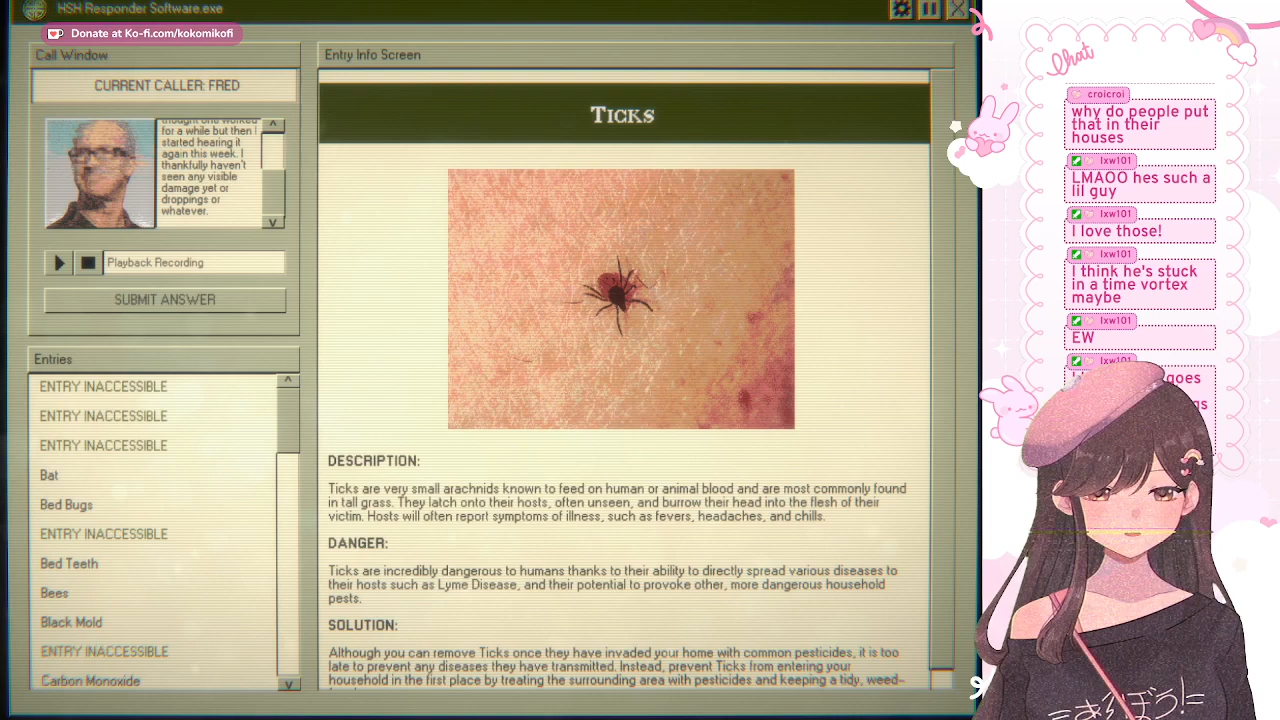 HSH Responder Software.exe
Donate at Ko-fi.com/kokomikofi
Call Window
CURRENT CALLER: FRED
thought one worked
for a while but then I
started hearing it
again this week. I
thankfully haven't
seen any visible
damage yet or
droppings or
whatever.
Playback Recording
SUBMIT ANSWER
Entries
ENTRY INACCESSIBLE
ENTRY INACCESSIBLE
ENTRY INACCESSIBLE
Bat
Bed Bugs
ENTRY INACCESSIBLE
Bed Teeth
Bees
Black Mold
ENTRY INACCESSIBLE
Carbon Monoxide
Entry Info Screen
Ticks
DESCRIPTION:
Ticks are very small arachnids known to feed on human or animal blood and are most commonly found
in tall grass. They latch onto their hosts, often unseen, and burrow their head into the flesh of their
victim. Hosts will often report symptoms of illness, such as fevers, headaches, and chills.
DANGER:
Ticks are incredibly dangerous to humans thanks to their ability to directly spread various diseases to
their hosts such as Lyme Disease, and their potential to provoke other, more dangerous household
pests.
SOLUTION:
Although you can remove Ticks once they have invaded your home with common pesticides, it is too
late to prevent any diseases they have transmitted. Instead, prevent Ticks from entering your
household in the first place by treating the surrounding area with pesticides and keeping a tidy, weed-
Chat
croicroi
why do people put
that in their
houses
lxw101
LMAOO hes such a
lil guy
lxw101
I love those!
lxw101
I think he's stuck
in a time vortex
maybe
lxw101
EW
lxw101
goes